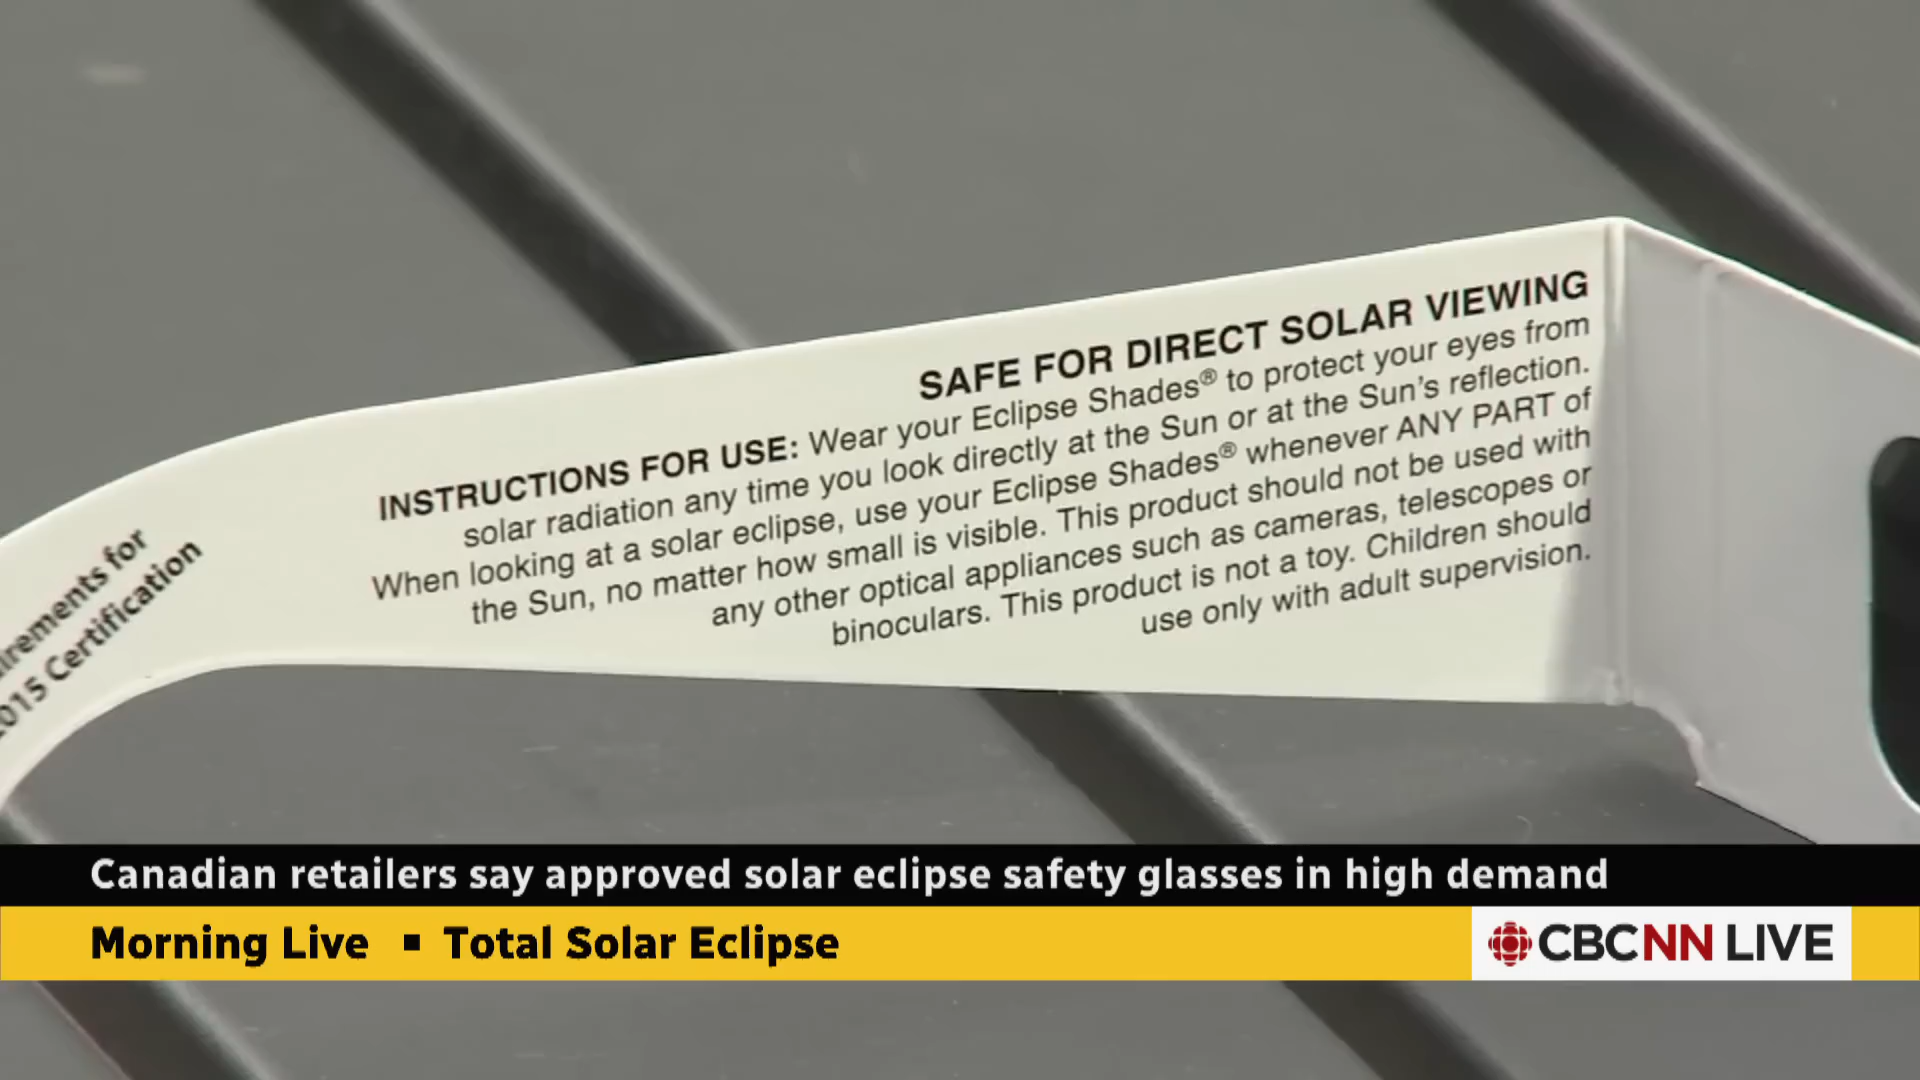 SAFE FOR DIRECT SOLAR VIEWING
INSTRUCTIONS FOR USE: Wear your Eclipse Shades® to protect your eyes from
solar radiation any time you look directly at the Sun or at the Sun's reflection.
When looking at a solar eclipse, use your Eclipse Shades® whenever ANY PART of
the Sun, no matter how small is visible. This product should not be used with
any other optical appliances such as cameras, telescopes or
binoculars. This product is not a toy. Children should
use only with adult supervision.
for
Certification
Canadian retailers say approved solar eclipse safety glasses in high demand
Morning Live ▪ Total Solar Eclipse
CBCNN LIVE